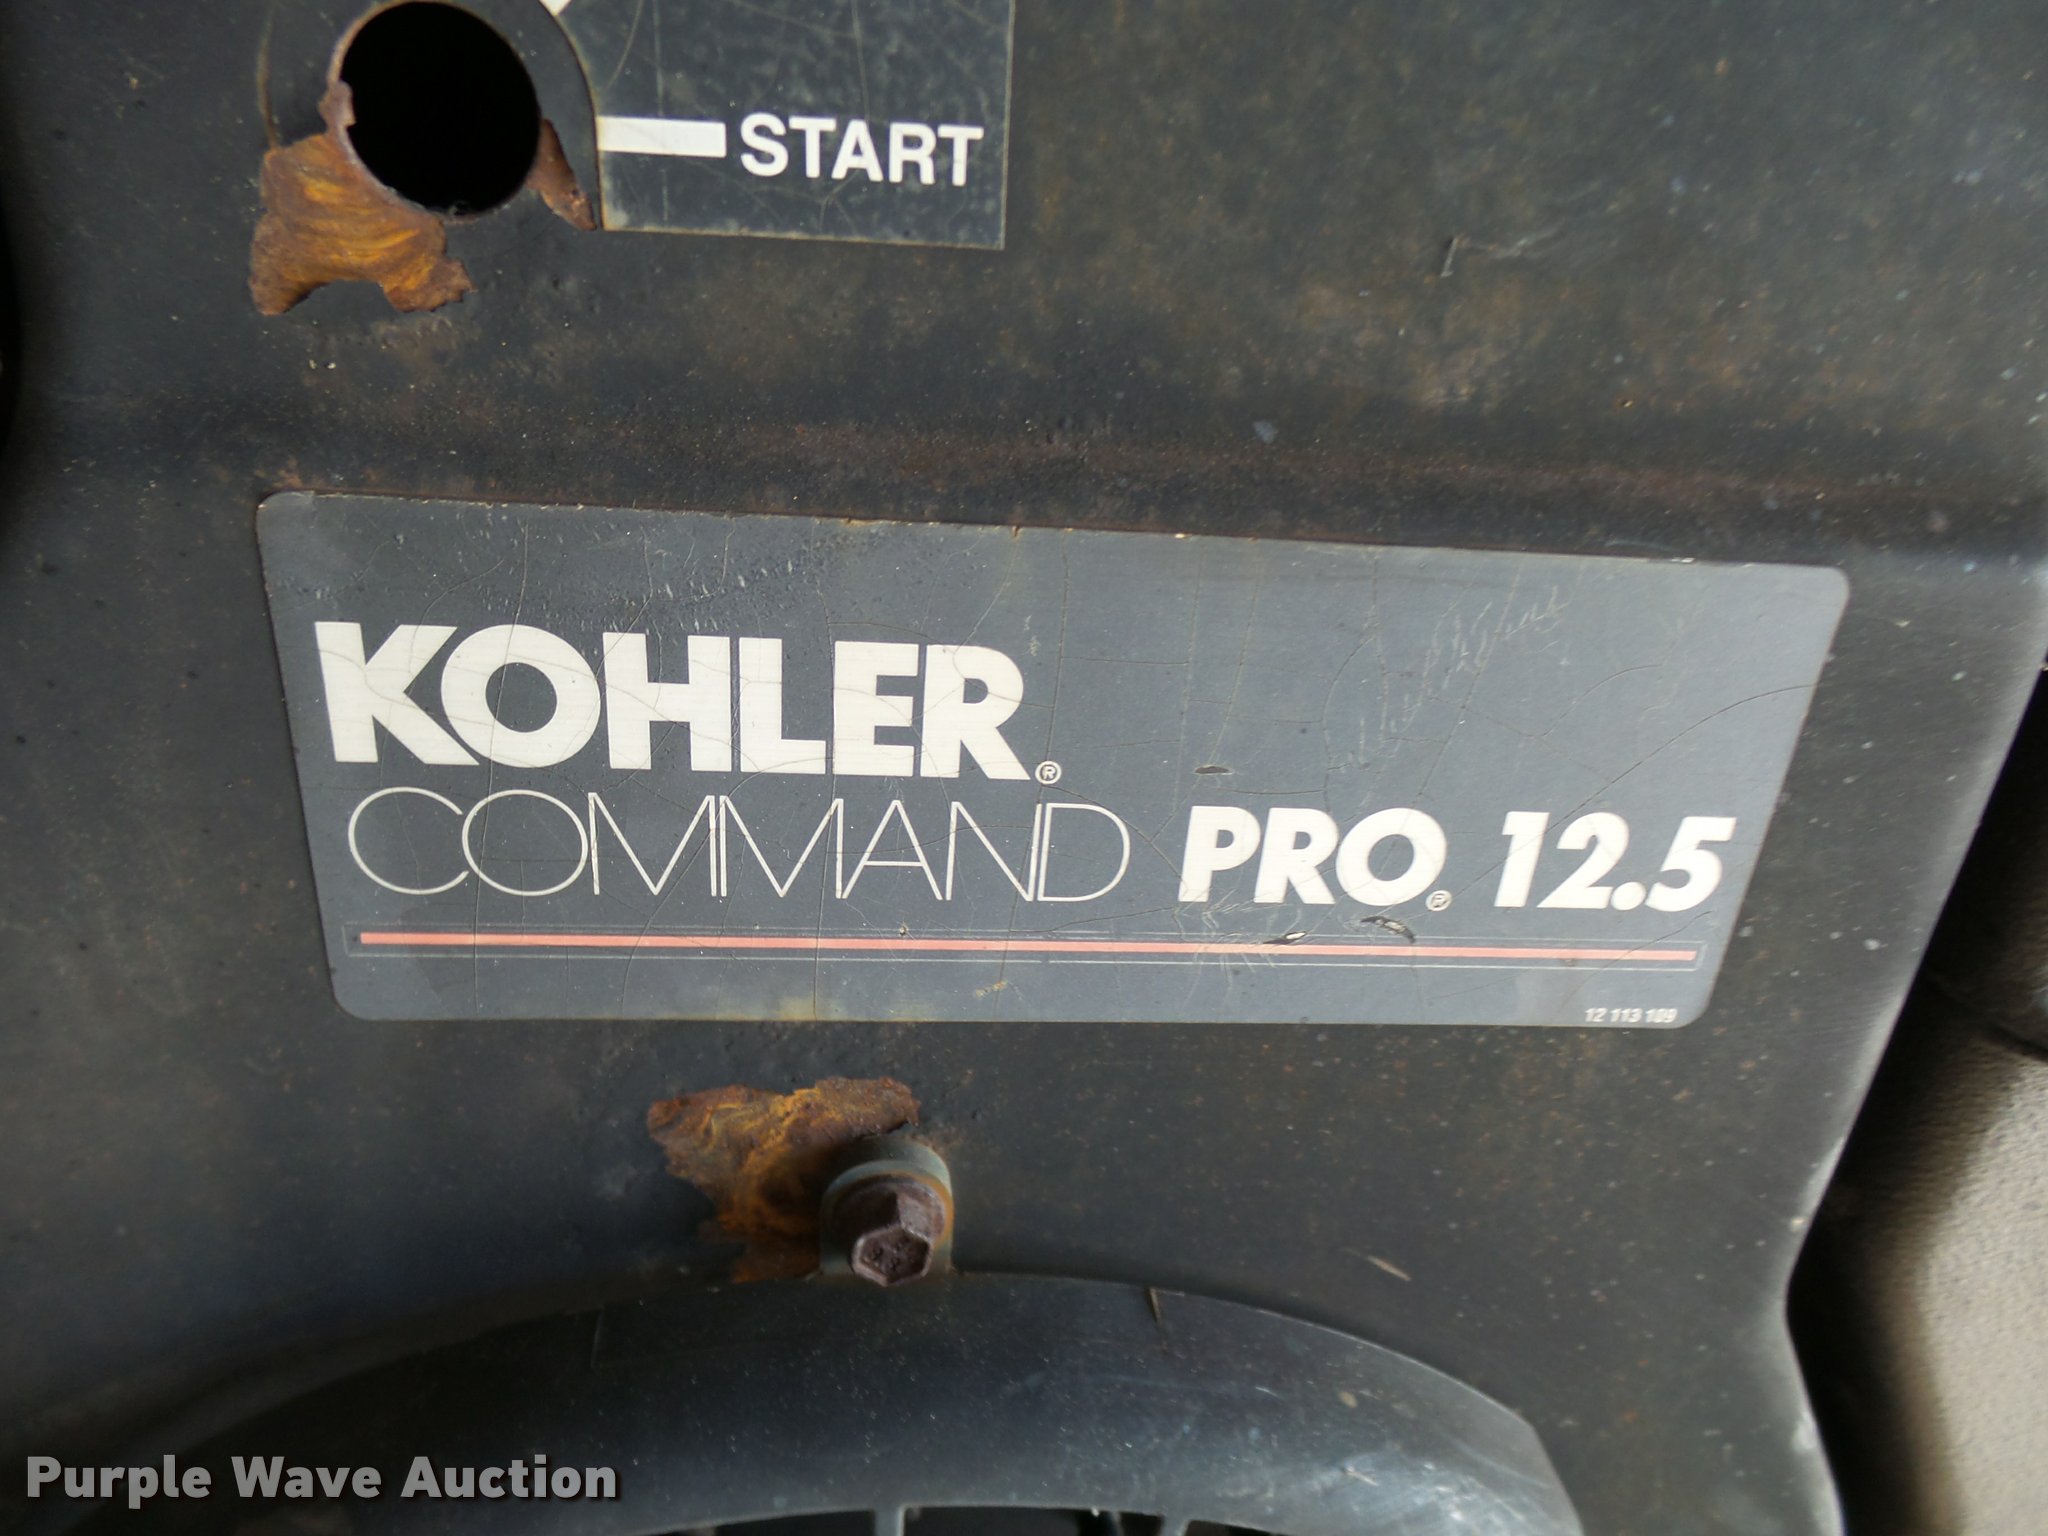 START
KOHLER®
COMMAND PRO® 12.5
12 113 109
Purple Wave Auction